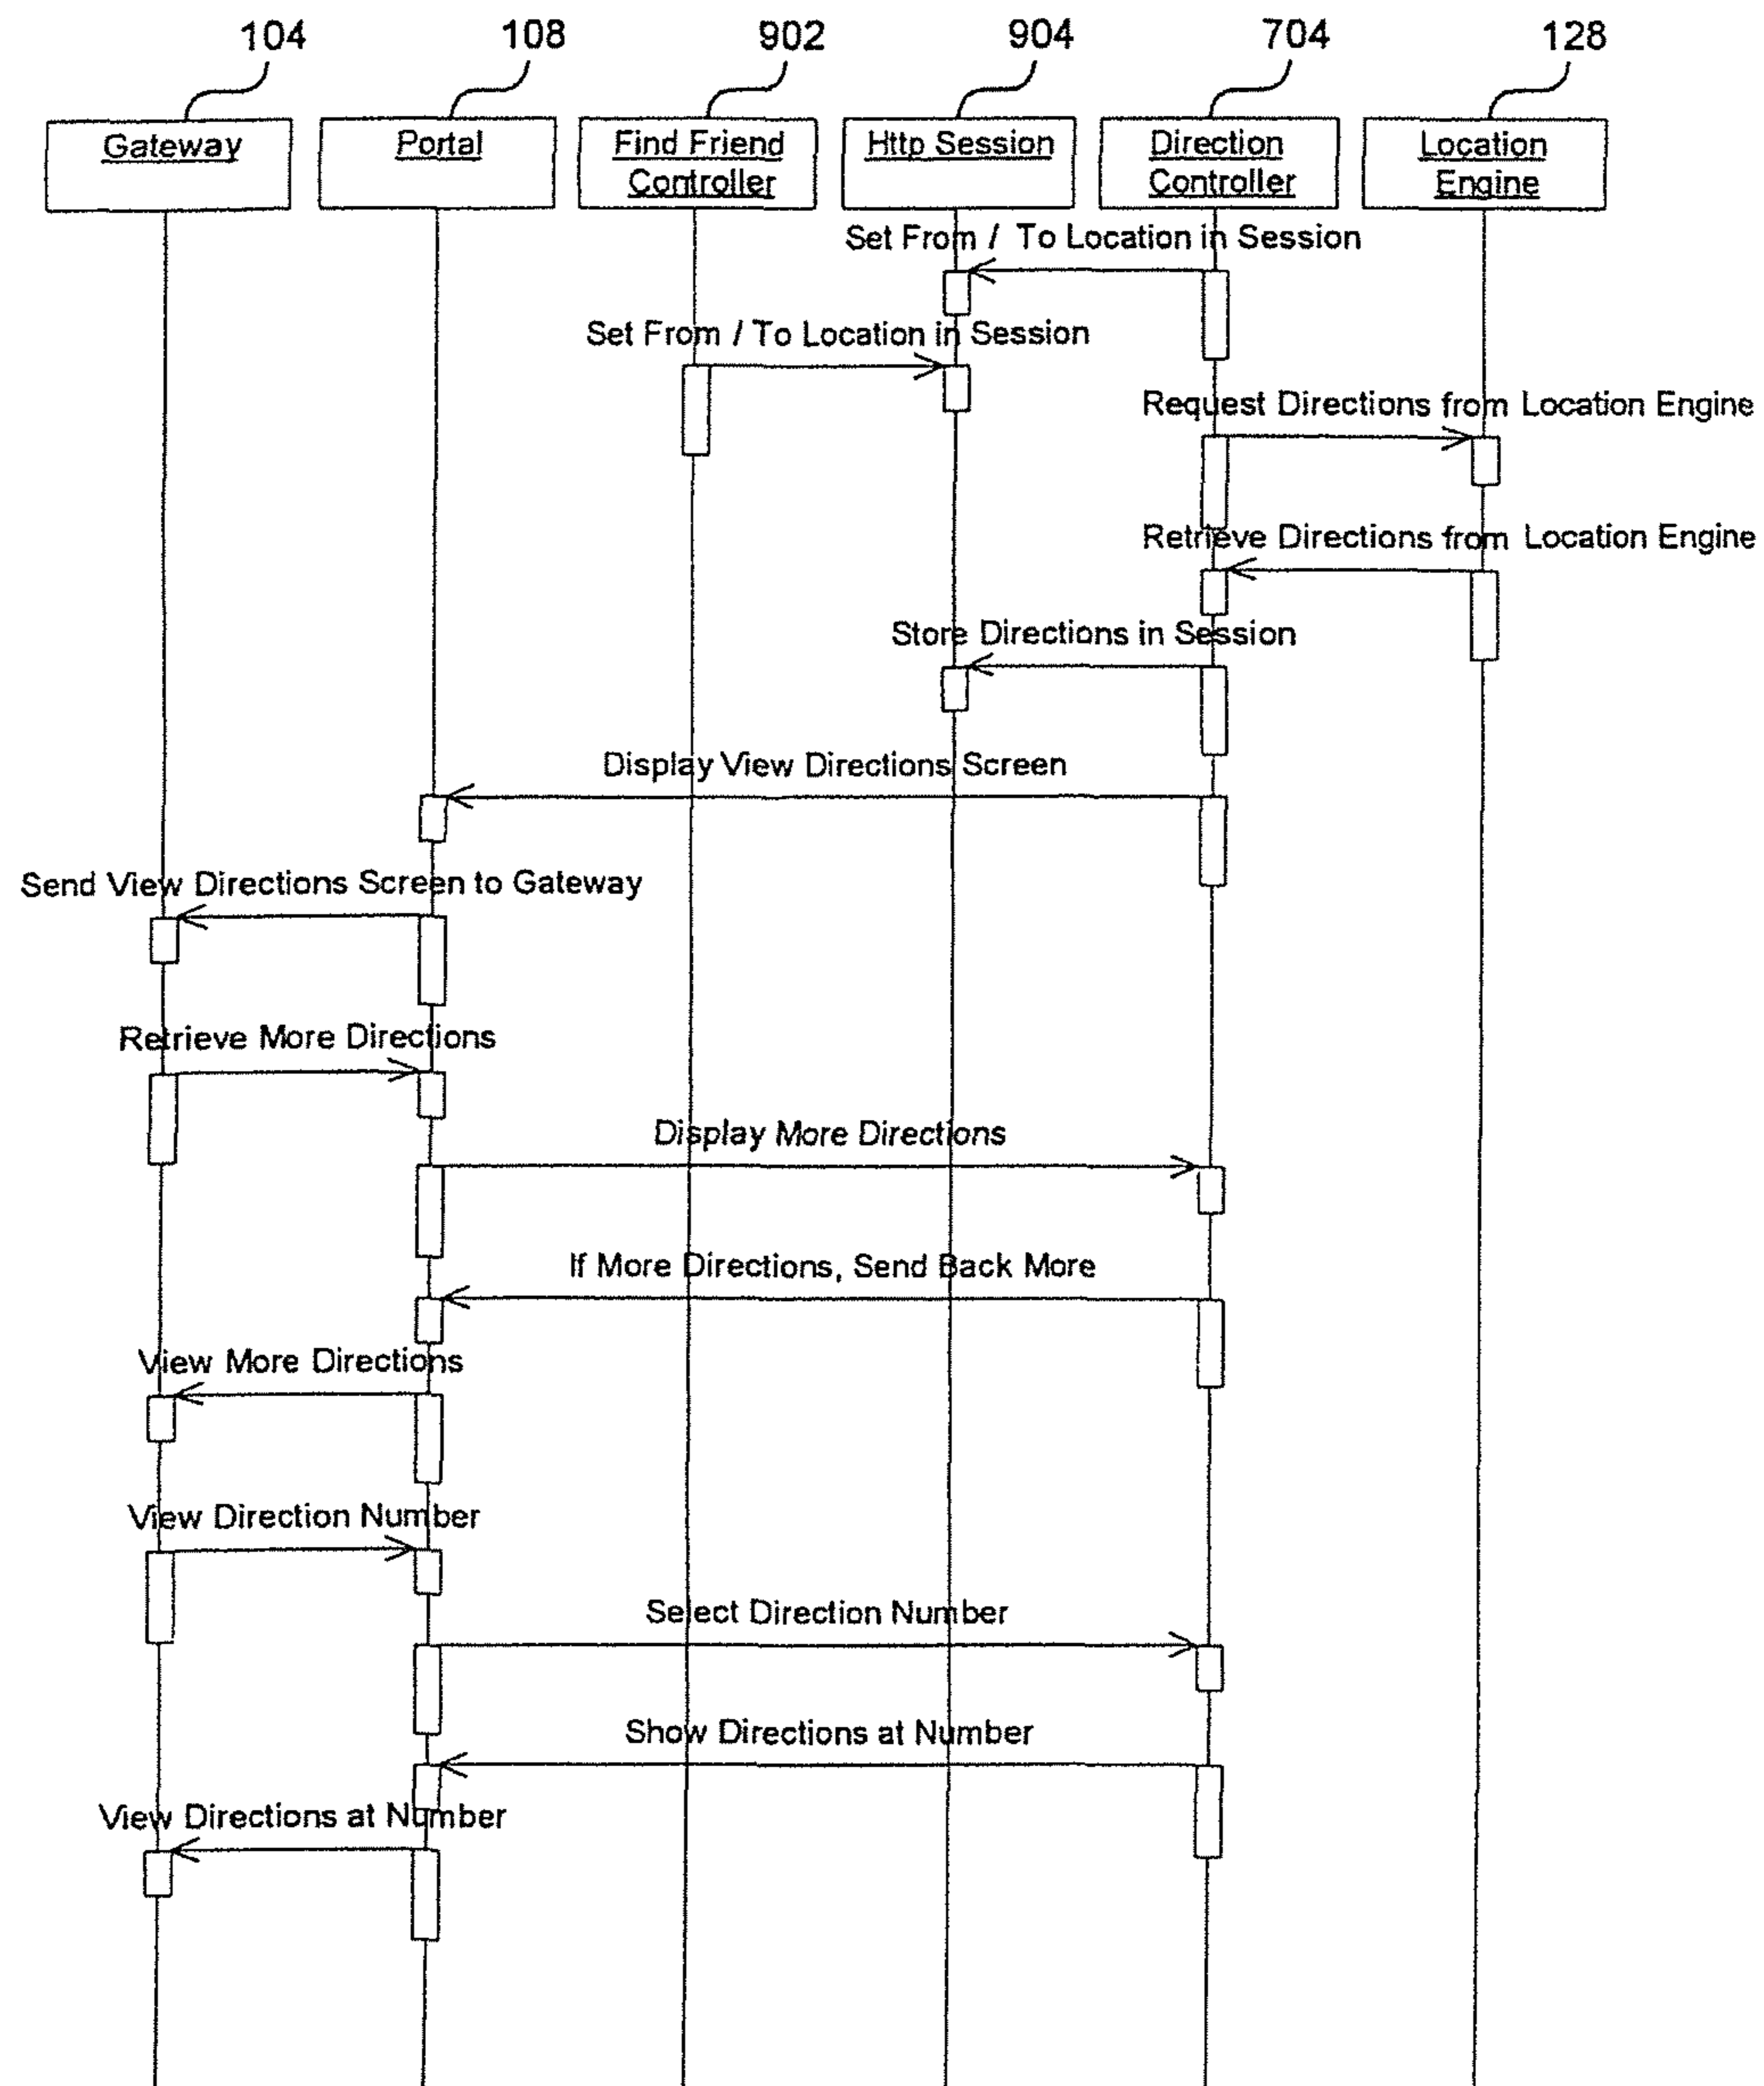 104 108 902 904 704 128
Gateway
Portal
Find Friend
Controller
Http Session
Direction
Controller
Location
Engine
Set From / To Location in Session
Set From / To Location in Session
Request Directions from Location Engine
Retrieve Directions from Location Engine
Store Directions in Session
Display View Directions Screen
Send View Directions Screen to Gateway
Retrieve More Directions
Display More Directions
If More Directions, Send Back More
View More Directions
View Direction Number
Select Direction Number
Show Directions at Number
View Directions at Number